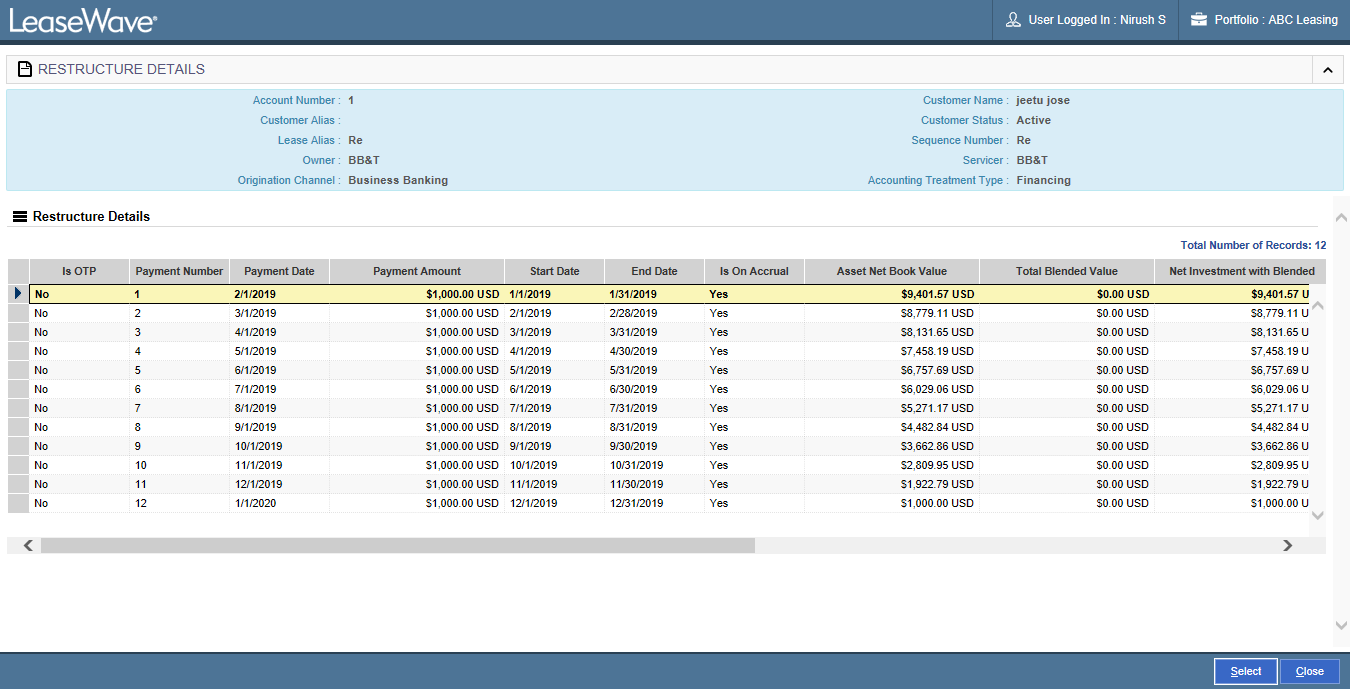 LeaseWave® User Logged In : Nirush S Portfolio : ABC Leasing
RESTRUCTURE DETAILS
Account Number : 1 Customer Name : jeetu jose
Customer Alias : Customer Status : Active
Lease Alias : Re Sequence Number : Re
Owner : BB&T Servicer : BB&T
Origination Channel : Business Banking Accounting Treatment Type : Financing
Restructure Details
Total Number of Records: 12
Is OTP Payment Number Payment Date Payment Amount Start Date End Date Is On Accrual Asset Net Book Value Total Blended Value Net Investment with Blended
No 1 2/1/2019 $1,000.00 USD 1/1/2019 1/31/2019 Yes $9,401.57 USD $0.00 USD $9,401.57 U
No 2 3/1/2019 $1,000.00 USD 2/1/2019 2/28/2019 Yes $8,779.11 USD $0.00 USD $8,779.11 U
No 3 4/1/2019 $1,000.00 USD 3/1/2019 3/31/2019 Yes $8,131.65 USD $0.00 USD $8,131.65 U
No 4 5/1/2019 $1,000.00 USD 4/1/2019 4/30/2019 Yes $7,458.19 USD $0.00 USD $7,458.19 U
No 5 6/1/2019 $1,000.00 USD 5/1/2019 5/31/2019 Yes $6,757.69 USD $0.00 USD $6,757.69 U
No 6 7/1/2019 $1,000.00 USD 6/1/2019 6/30/2019 Yes $6,029.06 USD $0.00 USD $6,029.06 U
No 7 8/1/2019 $1,000.00 USD 7/1/2019 7/31/2019 Yes $5,271.17 USD $0.00 USD $5,271.17 U
No 8 9/1/2019 $1,000.00 USD 8/1/2019 8/31/2019 Yes $4,482.84 USD $0.00 USD $4,482.84 U
No 9 10/1/2019 $1,000.00 USD 9/1/2019 9/30/2019 Yes $3,662.86 USD $0.00 USD $3,662.86 U
No 10 11/1/2019 $1,000.00 USD 10/1/2019 10/31/2019 Yes $2,809.95 USD $0.00 USD $2,809.95 U
No 11 12/1/2019 $1,000.00 USD 11/1/2019 11/30/2019 Yes $1,922.79 USD $0.00 USD $1,922.79 U
No 12 1/1/2020 $1,000.00 USD 12/1/2019 12/31/2019 Yes $1,000.00 USD $0.00 USD $1,000.00 U
Select Close